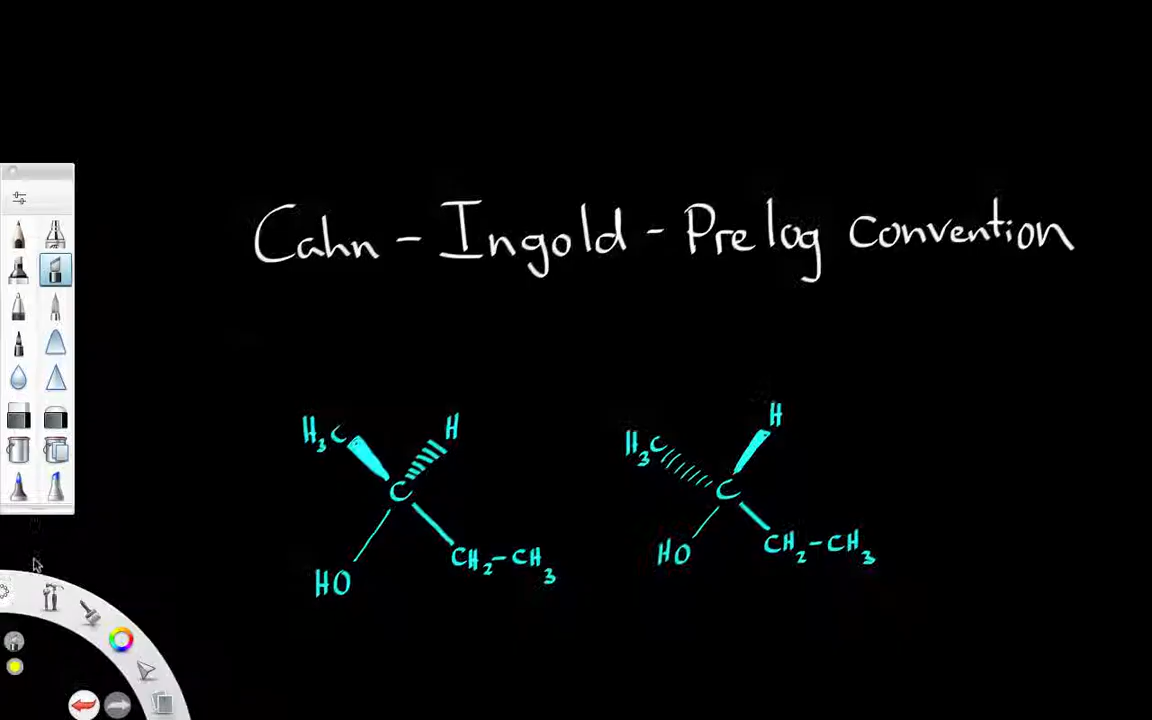 Cahn - Ingold - Prelog convention
H3C H H3C H
C C
HO CH2-CH3 HO CH2-CH3